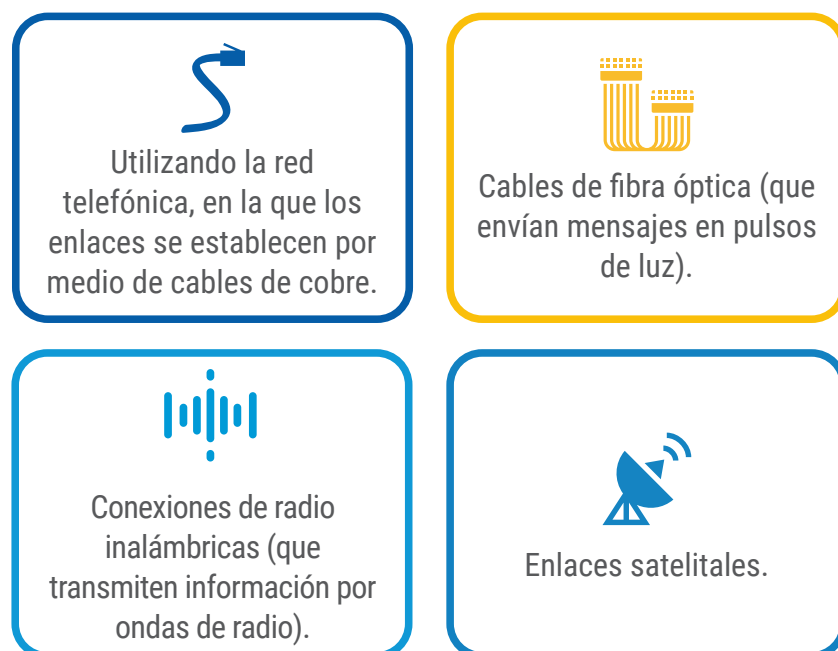 Utilizando la red
telefónica, en la que los
enlaces se establecen por
medio de cables de cobre.
Cables de fibra óptica (que
envían mensajes en pulsos
de luz).
Conexiones de radio
inalámbricas (que
transmiten información por
ondas de radio).
Enlaces satelitales.